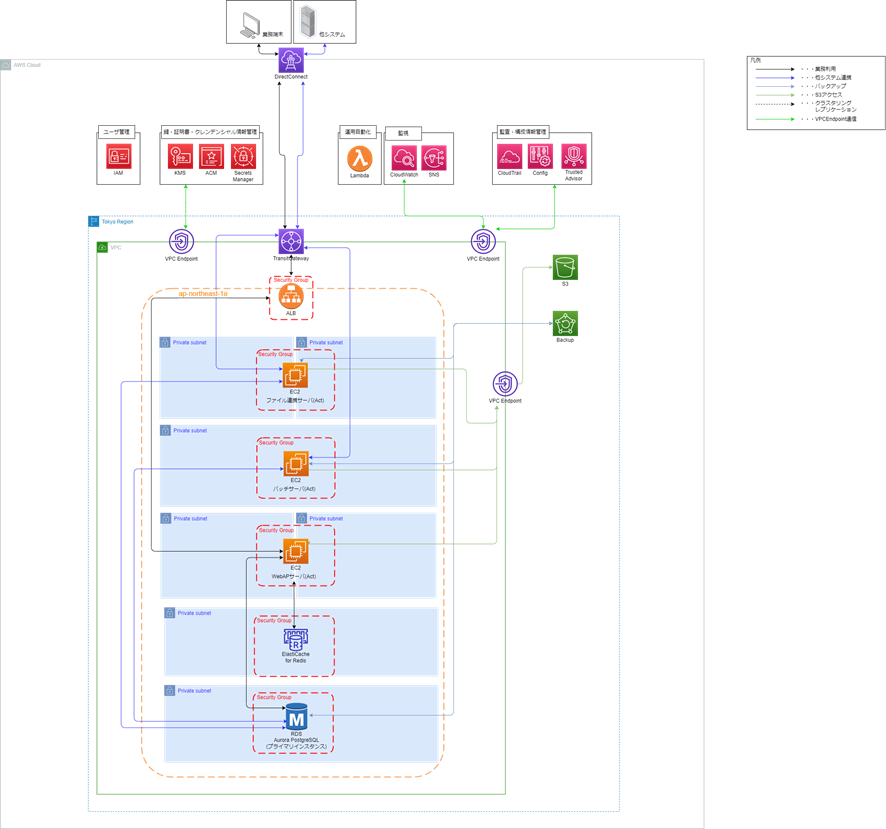 業務端末
他システム
AWS Cloud
DirectConnect
凡例
・・・業務利用
・・・他システム連携
・・・バックアップ
・・・S3アクセス
・・・クラスタリング
レプリケーション
・・・VPCEndpoint通信
ユーザ管理
IAM
鍵・証明書・クレデンシャル情報管理
KMS
ACM
Secrets
Manager
運用自動化
Lambda
監視
CloudWatch
SNS
監査・構成情報管理
CloudTrail
Config
Trusted
Advisor
Tokyo Region
VPC
VPC Endpoint
TransitGateway
VPC Endpoint
S3
Security Group
ALB
ap-northeast-1a
Backup
Private subnet
Private subnet
Security Group
EC2
ファイル連携サーバ(Act)
VPC Endpoint
Private subnet
Security Group
EC2
バッチサーバ(Act)
Private subnet
Private subnet
Security Group
EC2
WebAPサーバ(Act)
Private subnet
Security Group
ElastiCache
for Redis
Private subnet
Security Group
RDS
Aurora PostgreSQL
(プライマリインスタンス)